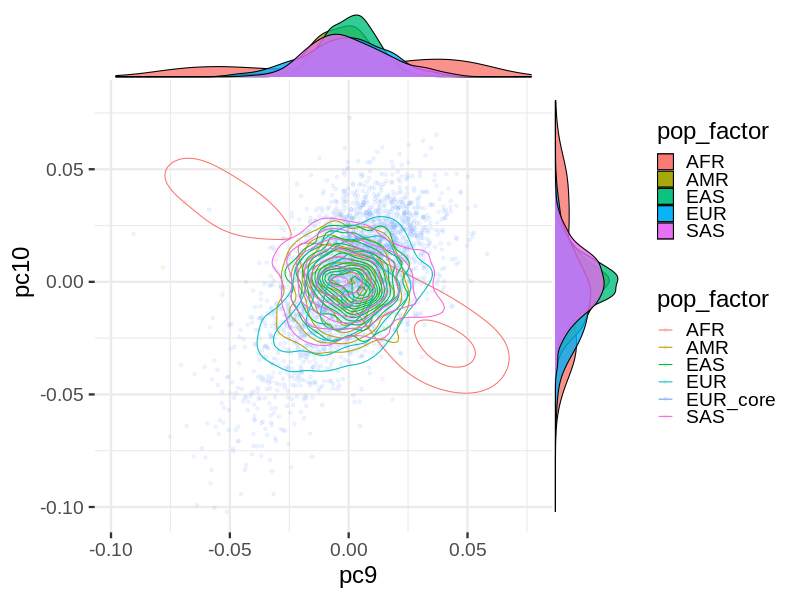 pop_factor
AFR
AMR
EAS
EUR
SAS
pop_factor
AFR
AMR
EAS
EUR
EUR_core
SAS
0.05
0.00
-0.05
-0.10
pc10
-0.10
-0.05
0.00
0.05
pc9